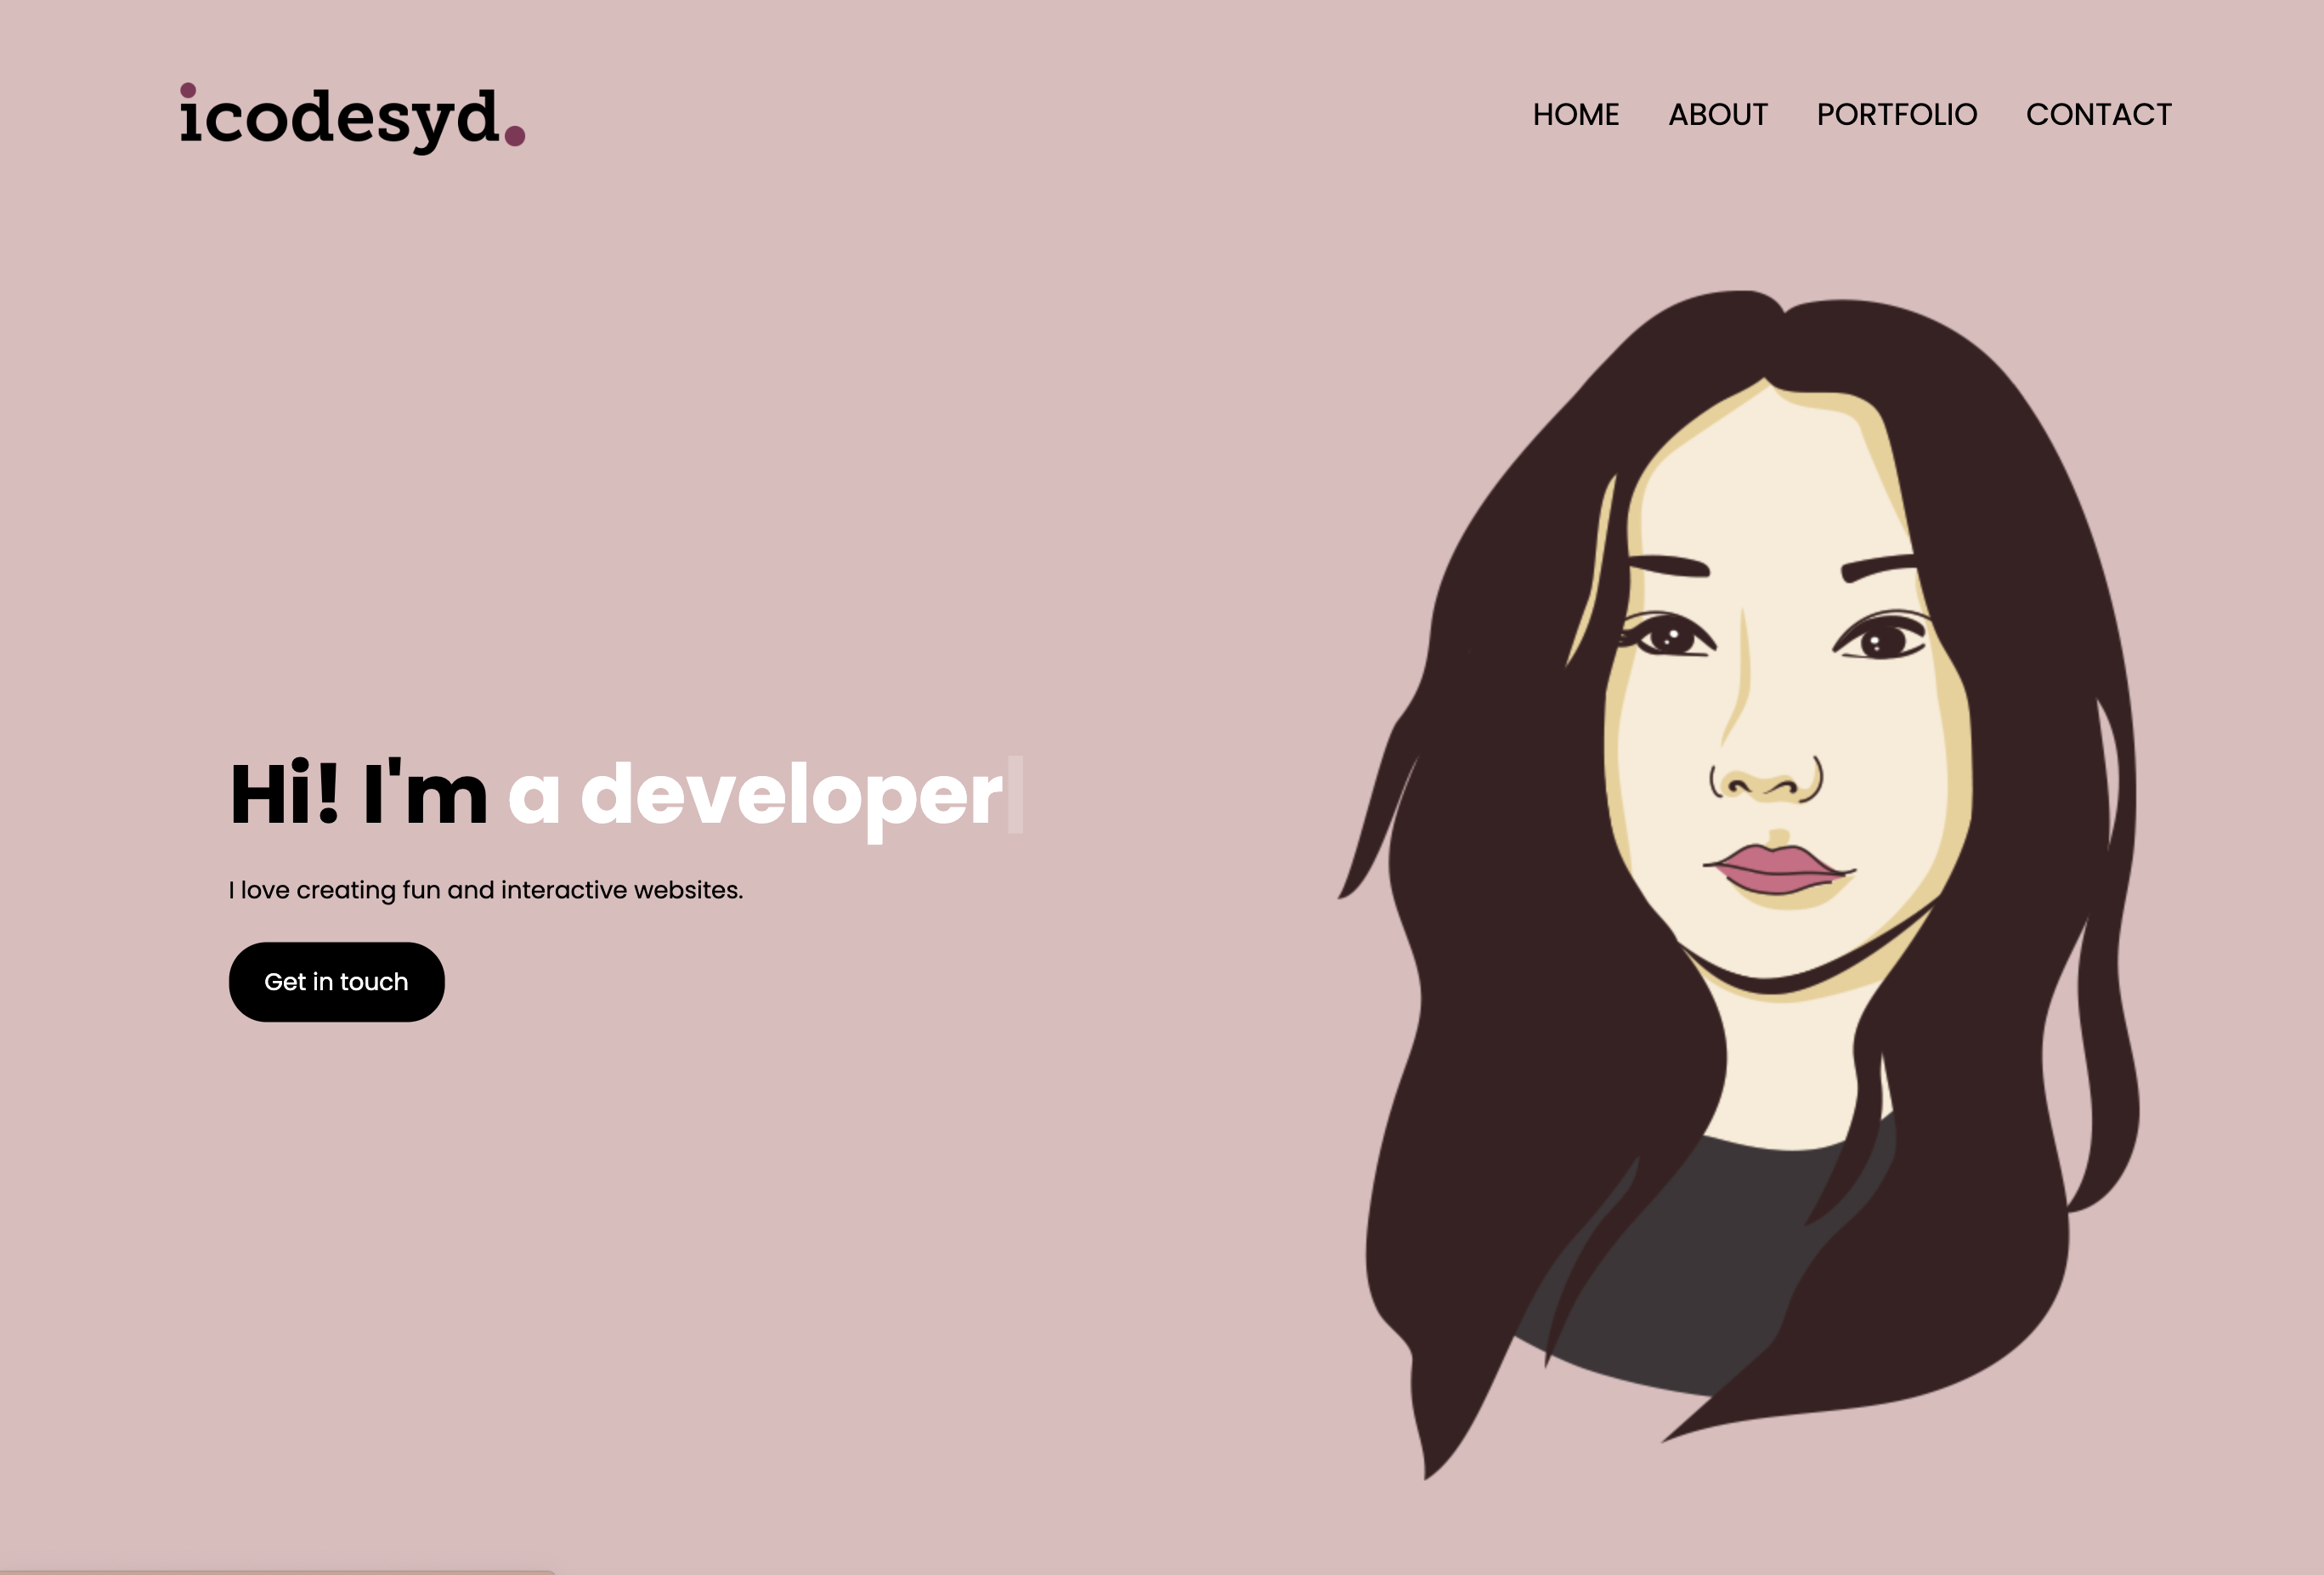 icodesyd.
HOME ABOUT PORTFOLIO CONTACT
Hi! I'm a developer
I love creating fun and interactive websites.
Get in touch